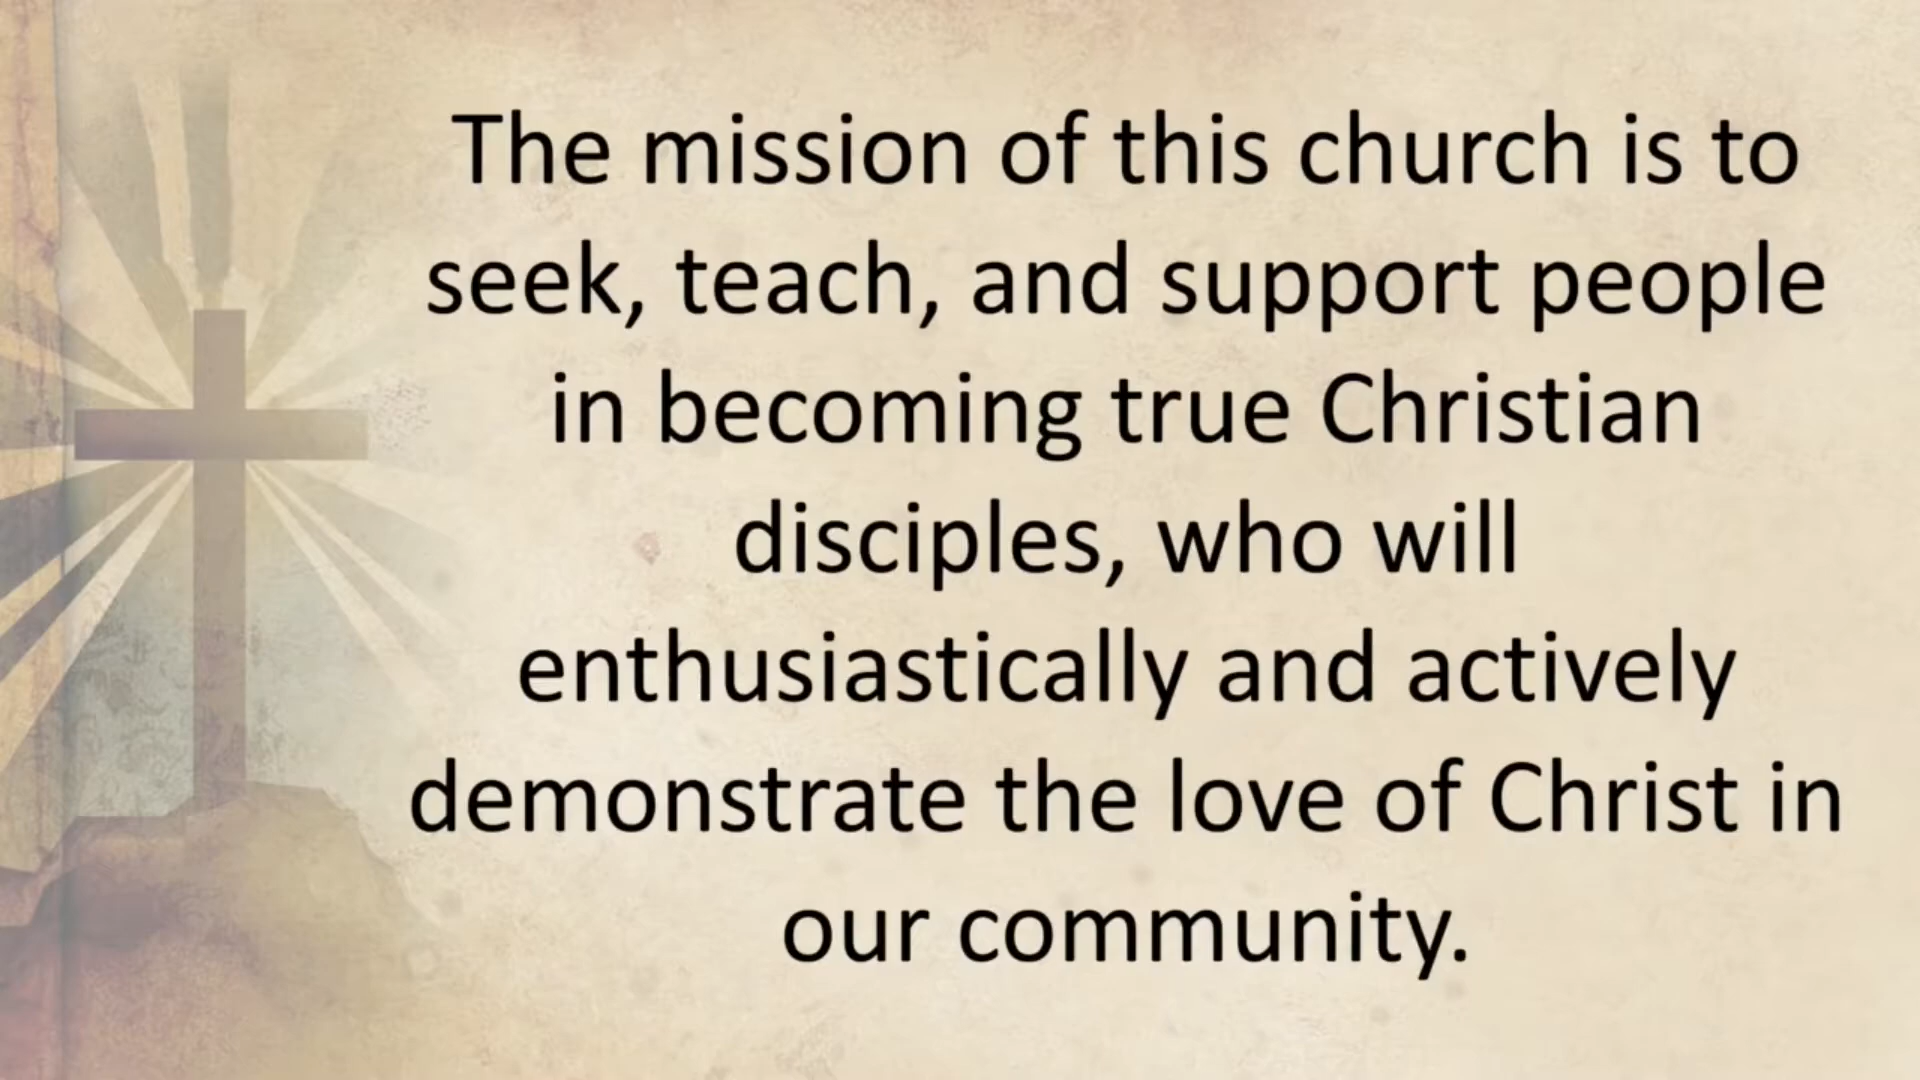 The mission of this church is to
seek, teach, and support people
in becoming true Christian
disciples, who will
enthusiastically and actively
demonstrate the love of Christ in
our community.